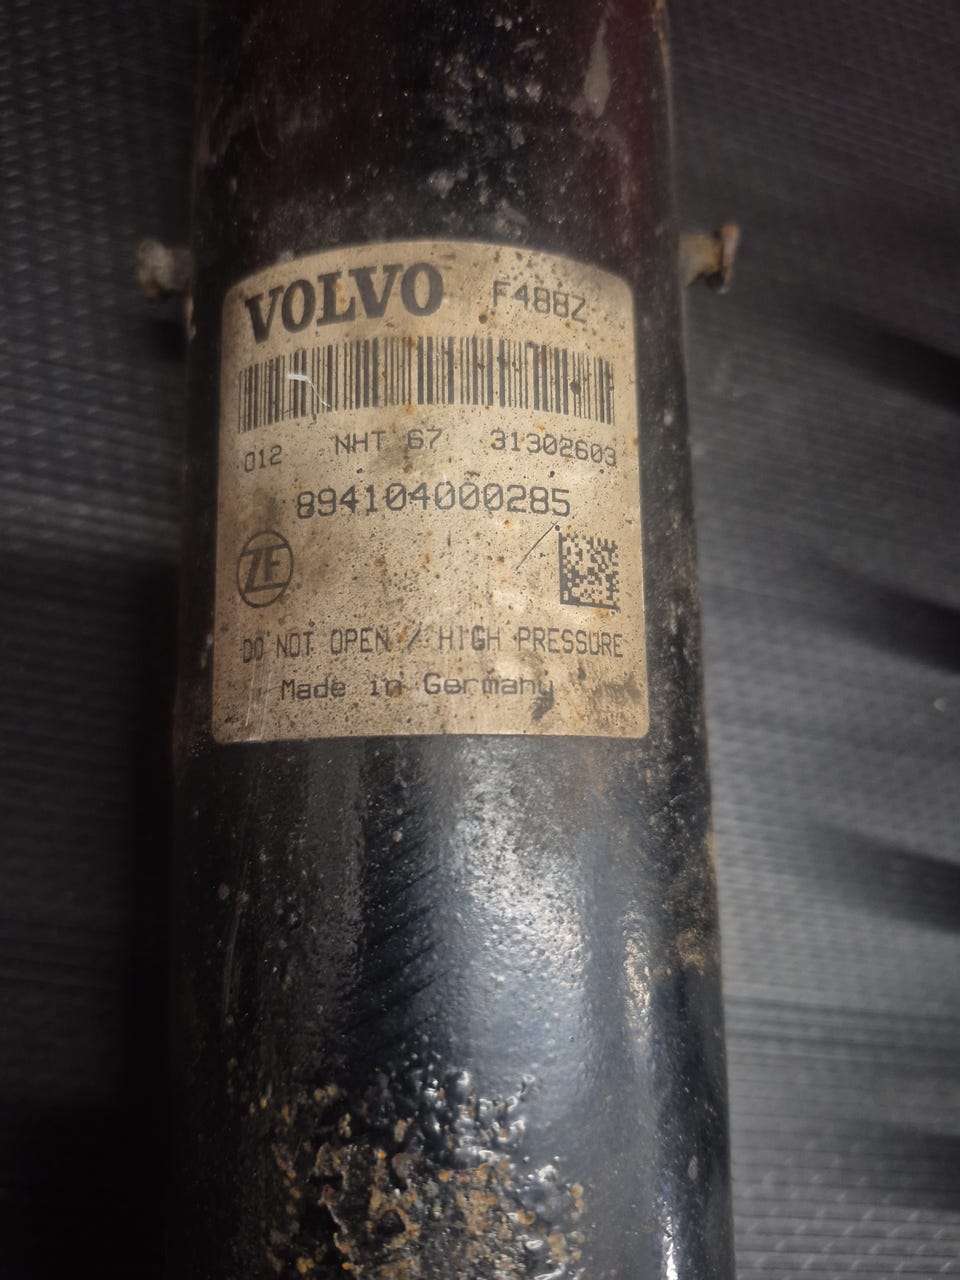 VOLVO F488Z
012 NHT 67 31302603
894104000285
ZF
DO NOT OPEN / HIGH PRESSURE
Made in Germany